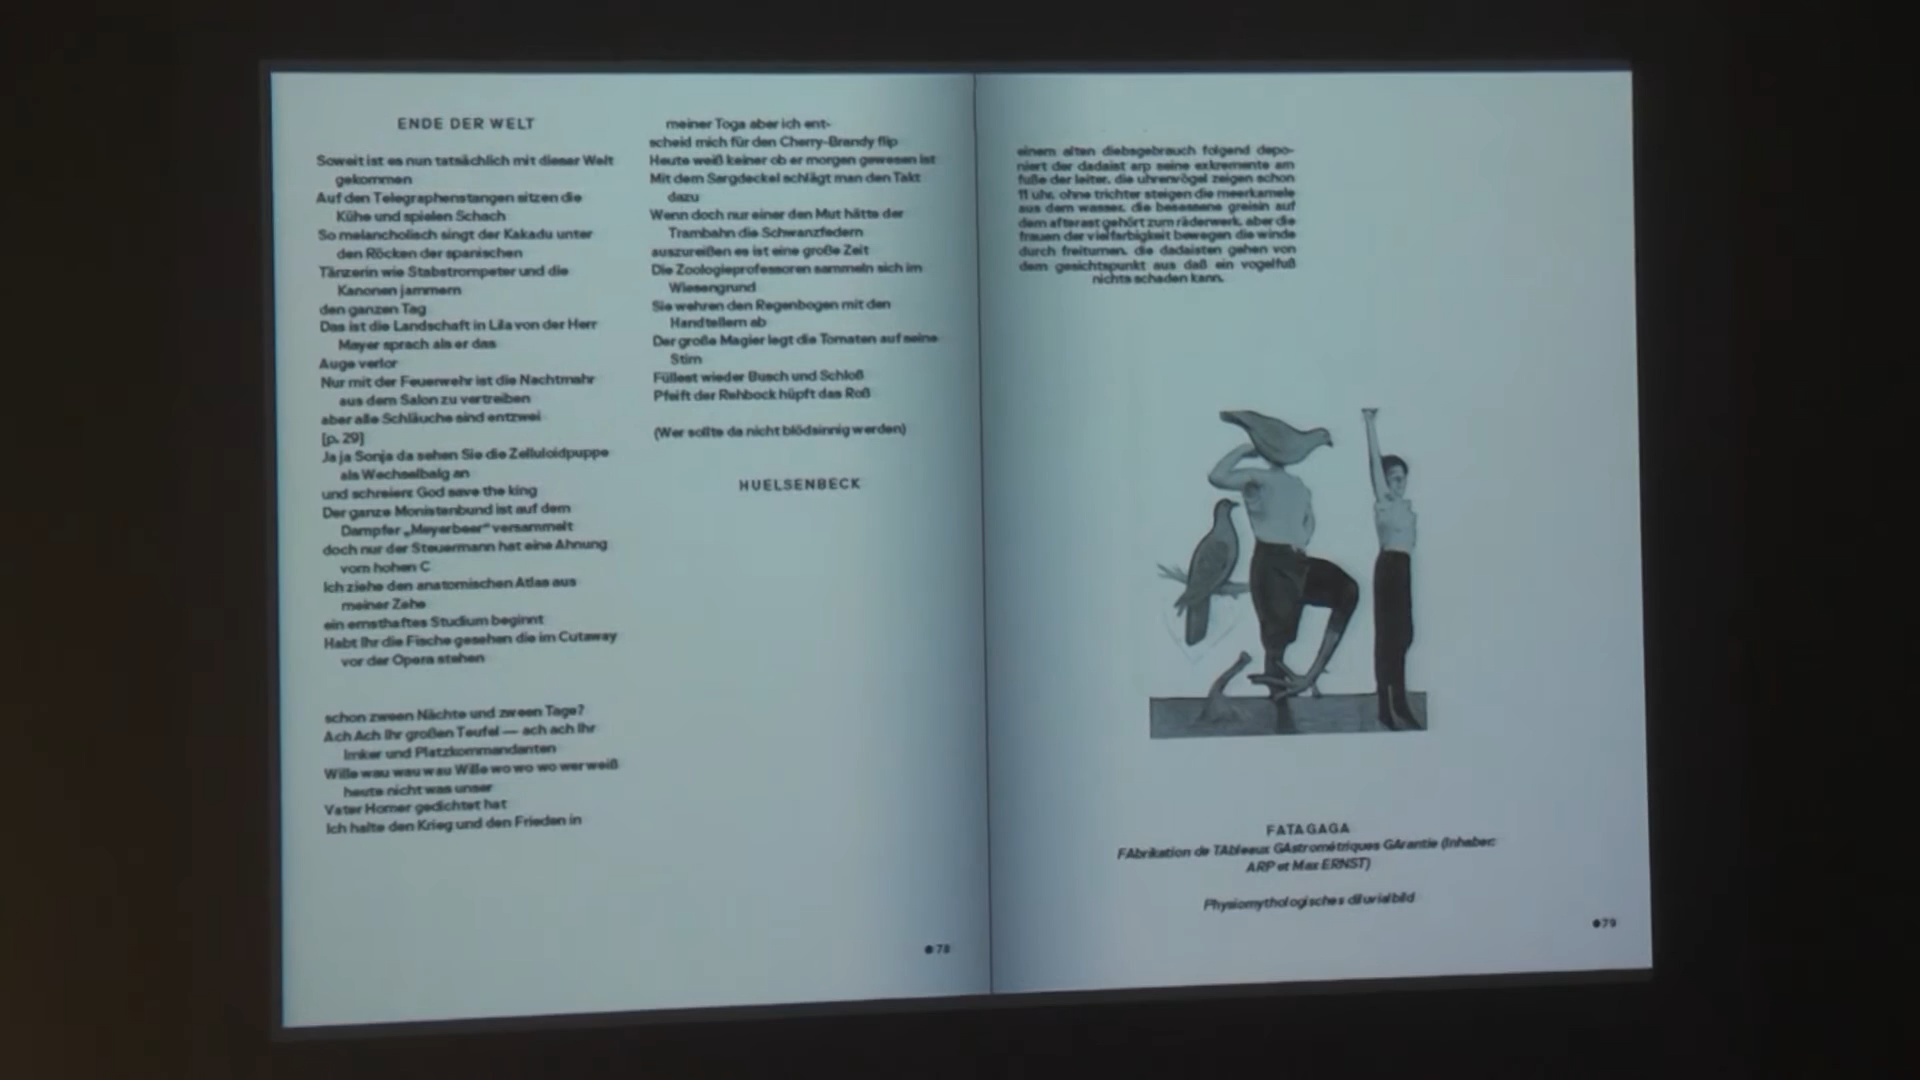 ENDE DER WELT
Soweit ist es nun tatsächlich mit dieser Welt
gekommen
Auf den Telegraphenstangen sitzen die
Kühe und spielen Schach
So melancholisch singt der Kakadu unter
den Röcken der spanischen
Tänzerin wie Stabstrompeter und die
Kanonen jammern
den ganzen Tag
Das ist die Landschaft in Lila von der Herr
Mayer sprach als er das
Auge verlor
Nur mit der Feuerwehr ist die Nachtmahr
aus dem Salon zu vertreiben
aber alle Schläuche sind entzwei
[p. 29]
Ja ja Sonja da sehen Sie die Zelluloidpuppe
als Wechselbalg an
und schreien: God save the king
Der ganze Monistenbund ist auf dem
Dampfer „Meyerbeer“ versammelt
doch nur der Steuermann hat eine Ahnung
vom hohen C
Ich ziehe den anatomischen Atlas aus
meiner Zehe
ein ernsthaftes Studium beginnt
Habt Ihr die Fische gesehen die im Cutaway
vor der Opera stehen
schon zween Nächte und zween Tage?
Ach Ach Ihr großen Teufel — ach ach Ihr
Imker und Platzkommandanten
Wille wau wau wau Wille wo wo wo wer weiß
heute nicht was unser
Vater Homer gedichtet hat
Ich halte den Krieg und den Frieden in
meiner Toga aber ich ent-
scheid mich für den Cherry-Brandy flip
Heute weiß keiner ob er morgen gewesen ist
Mit dem Sargdeckel schlägt man den Takt
dazu
Wenn doch nur einer den Mut hätte der
Trambahn die Schwanzfedern
auszureißen es ist eine große Zeit
Die Zoologieprofessoren sammeln sich im
Wiesengrund
Sie wehren den Regenbogen mit den
Handtellern ab
Der große Magier legt die Tomaten auf seine
Stirn
Füllest wieder Busch und Schloß
Pfeift der Rehbock hüpft das Roß
(Wer sollte da nicht blödsinnig werden)
HUELSENBECK
78
einem alten diebsgebrauch folgend depo-
niert der dadaist arp seine exkremente am
fuße der leiter. die uhrenvögel zeigen schon
11 uhr. ohne trichter steigen die meerkamele
aus dem wasser. die besessene greisin auf
dem afterast gehört zum räderwerk. aber die
frauen der vielfarbigkeit bewegen die winde
durch freiturnen. die dadaisten gehen von
dem gesichtspunkt aus daß ein vogelfuß
nichts schaden kann.
FATAGAGA
FAbrikation de TAbleaux GAstrométriques GArantie (Inhaber:
ARP et Max ERNST)
Physiomythologisches diluvialbild
79